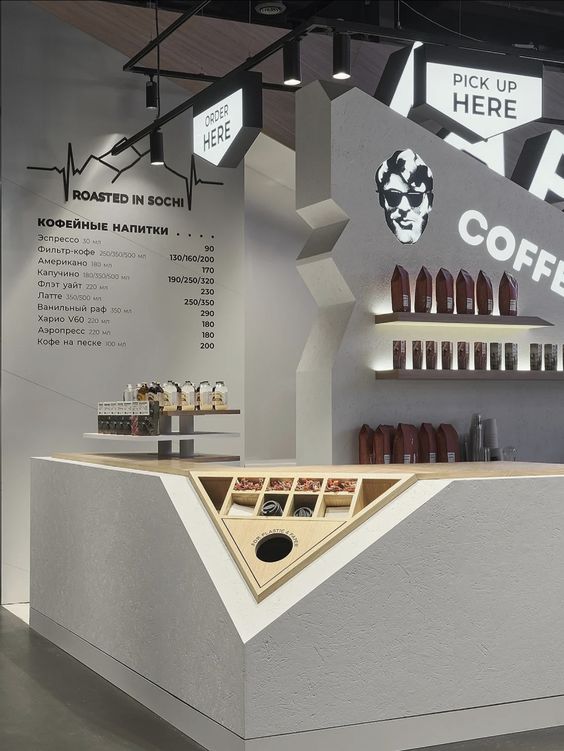 PICK UP
HERE
ORDER
HERE
ROASTED IN SOCHI
COFFE
КОФЕЙНЫЕ НАПИТКИ . . . .
Эспрессо 30 мл 90
Фильтр-кофе 250/350/500 мл 130/160/200
Американо 180 мл 170
Капучино 180/350/500 мл 190/250/320
Флэт уайт 220 мл 230
Латте 350/500 мл 250/350
Ванильный раф 350 мл 290
Харио V60 220 мл 180
Аэропресс 220 мл 180
Кофе на песке 100 мл 200
FOR PLASTIC & PAPER